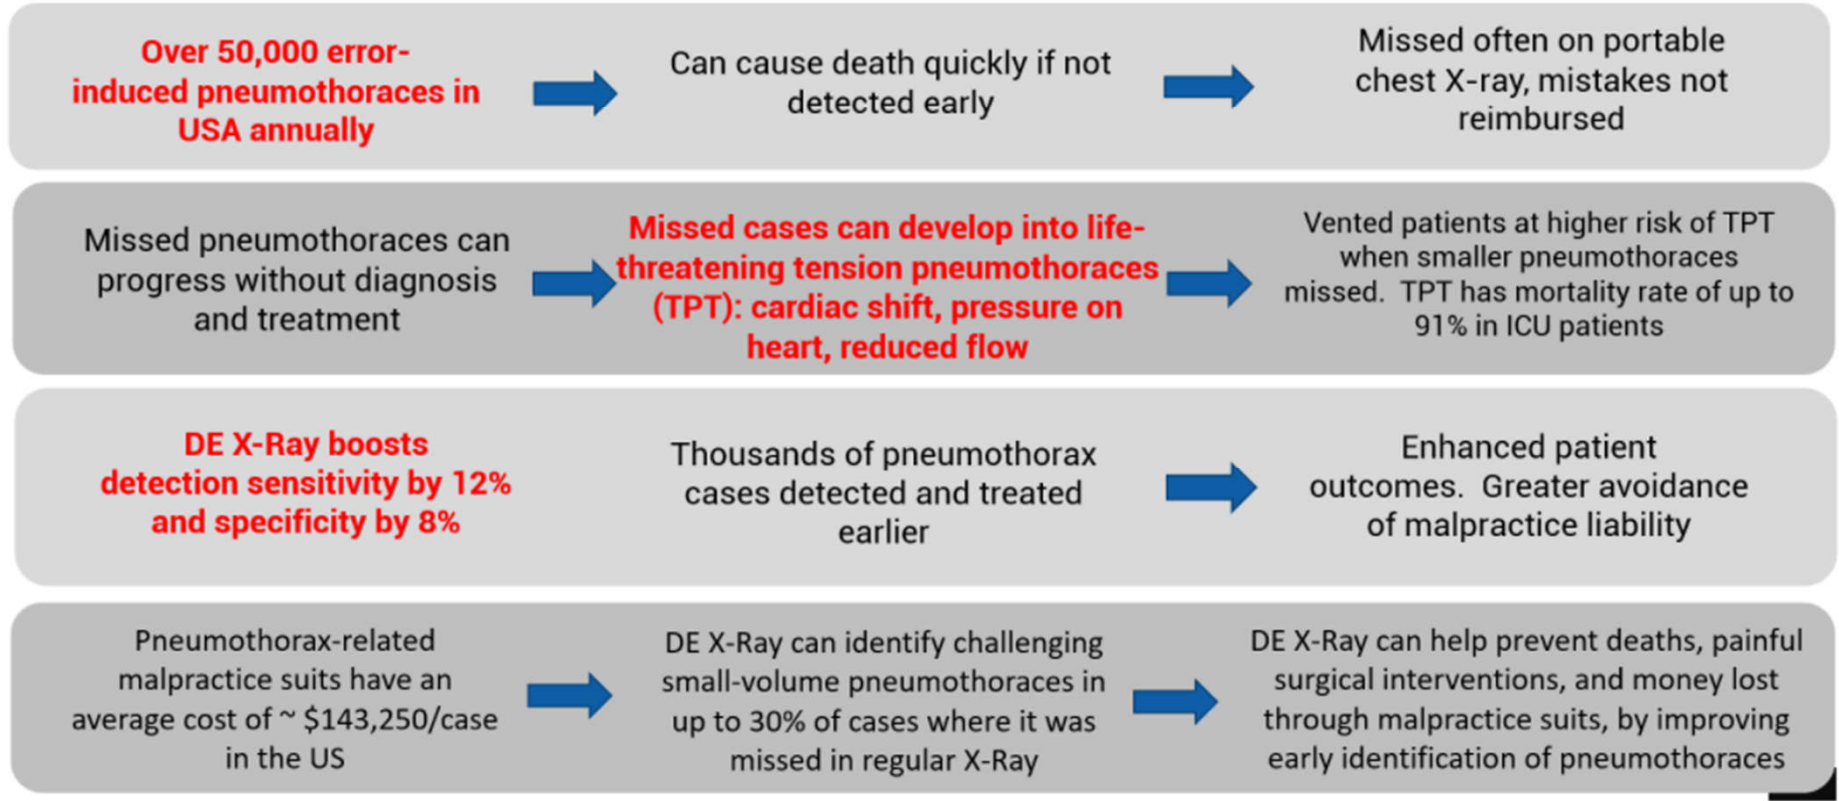 Over 50,000 error-
induced pneumothoraces in
USA annually
Can cause death quickly if not
detected early
Missed often on portable
chest X-ray, mistakes not
reimbursed
Missed pneumothoraces can
progress without diagnosis
and treatment
Missed cases can develop into life-
threatening tension pneumothoraces
(TPT): cardiac shift, pressure on
heart, reduced flow
Vented patients at higher risk of TPT
when smaller pneumothoraces
missed.  TPT has mortality rate of up to
91% in ICU patients
DE X-Ray boosts
detection sensitivity by 12%
and specificity by 8%
Thousands of pneumothorax
cases detected and treated
earlier
Enhanced patient
outcomes.  Greater avoidance
of malpractice liability
Pneumothorax-related
malpractice suits have an
average cost of ~ $143,250/case
in the US
DE X-Ray can identify challenging
small-volume pneumothoraces in
up to 30% of cases where it was
missed in regular X-Ray
DE X-Ray can help prevent deaths, painful
surgical interventions, and money lost
through malpractice suits, by improving
early identification of pneumothoraces